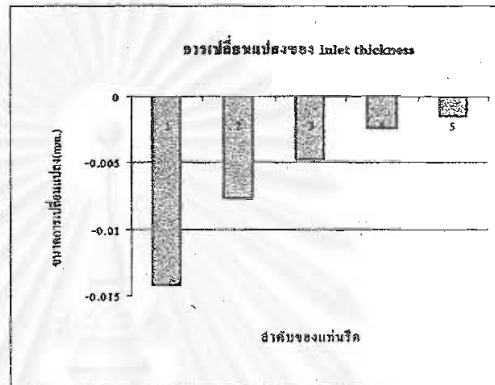 การเปลี่ยนแปลงของ Inlet thickness
ขนาดการเปลี่ยนแปลง(mm.)
0
-0.005
-0.01
-0.015
1 2 3 4 5
ลำดับของแท่นรีด